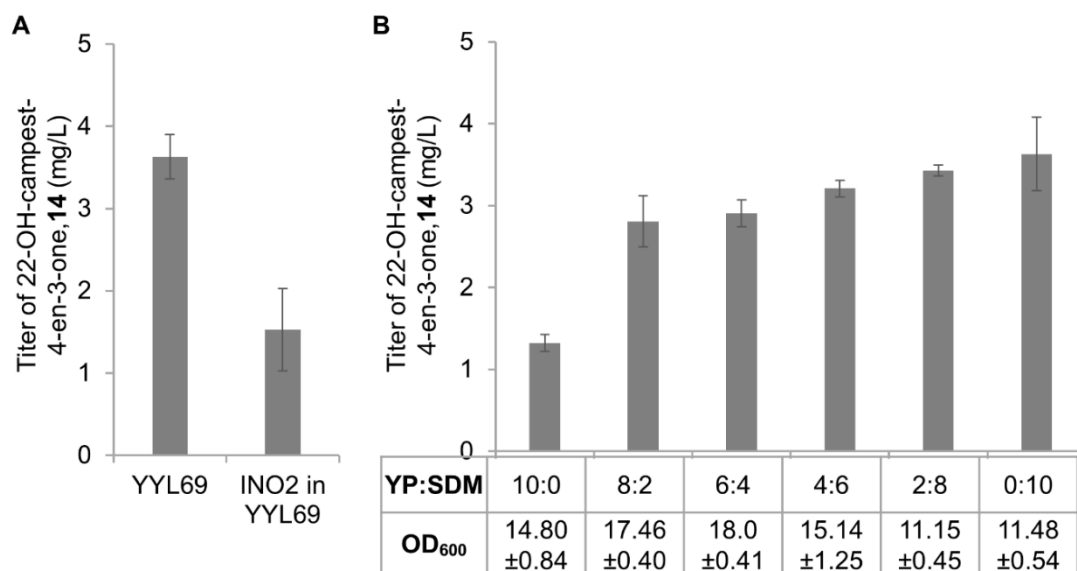 A
Titer of 22-OH-campest-
4-en-3-one,14 (mg/L)
5
4
3
2
1
0
YYL69
INO2 in
YYL69
B
Titer of 22-OH-campest-
4-en-3-one,14 (mg/L)
5
4
3
2
1
0
YP:SDM 10:0 8:2 6:4 4:6 2:8 0:10
OD600 14.80 17.46 18.0 15.14 11.15 11.48
±0.84 ±0.40 ±0.41 ±1.25 ±0.45 ±0.54